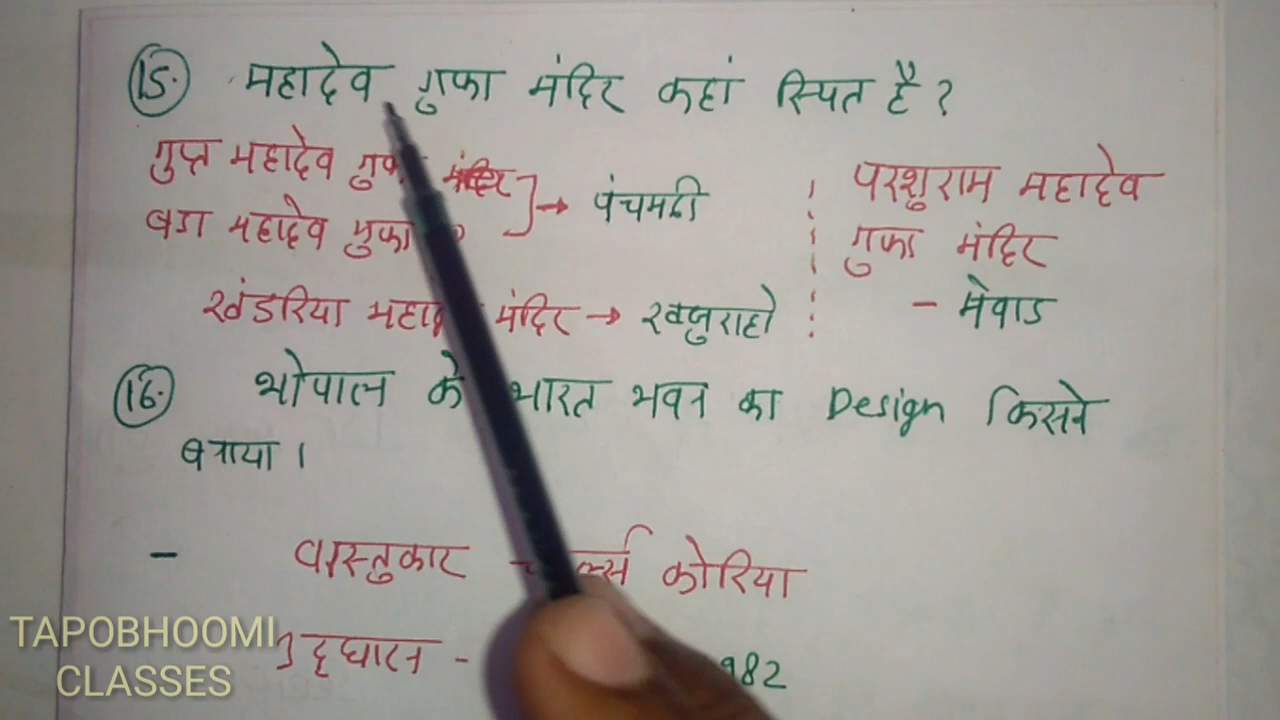 15. महादेव गुफा मंदिर कहां स्थित है ?
गुप्त महादेव मंदिर
बडा महादेव गुफा
→ पंचमढी
खंडरिया मंदिर → खजुराहो
परशुराम महादेव
गुफा मंदिर
- मेवाड
16. भोपाल के भारत भवन का Design किसने
बनाया ।
- वास्तुकार कोरिया
उद्घाटन - 982
TAPOBHOOMI
CLASSES